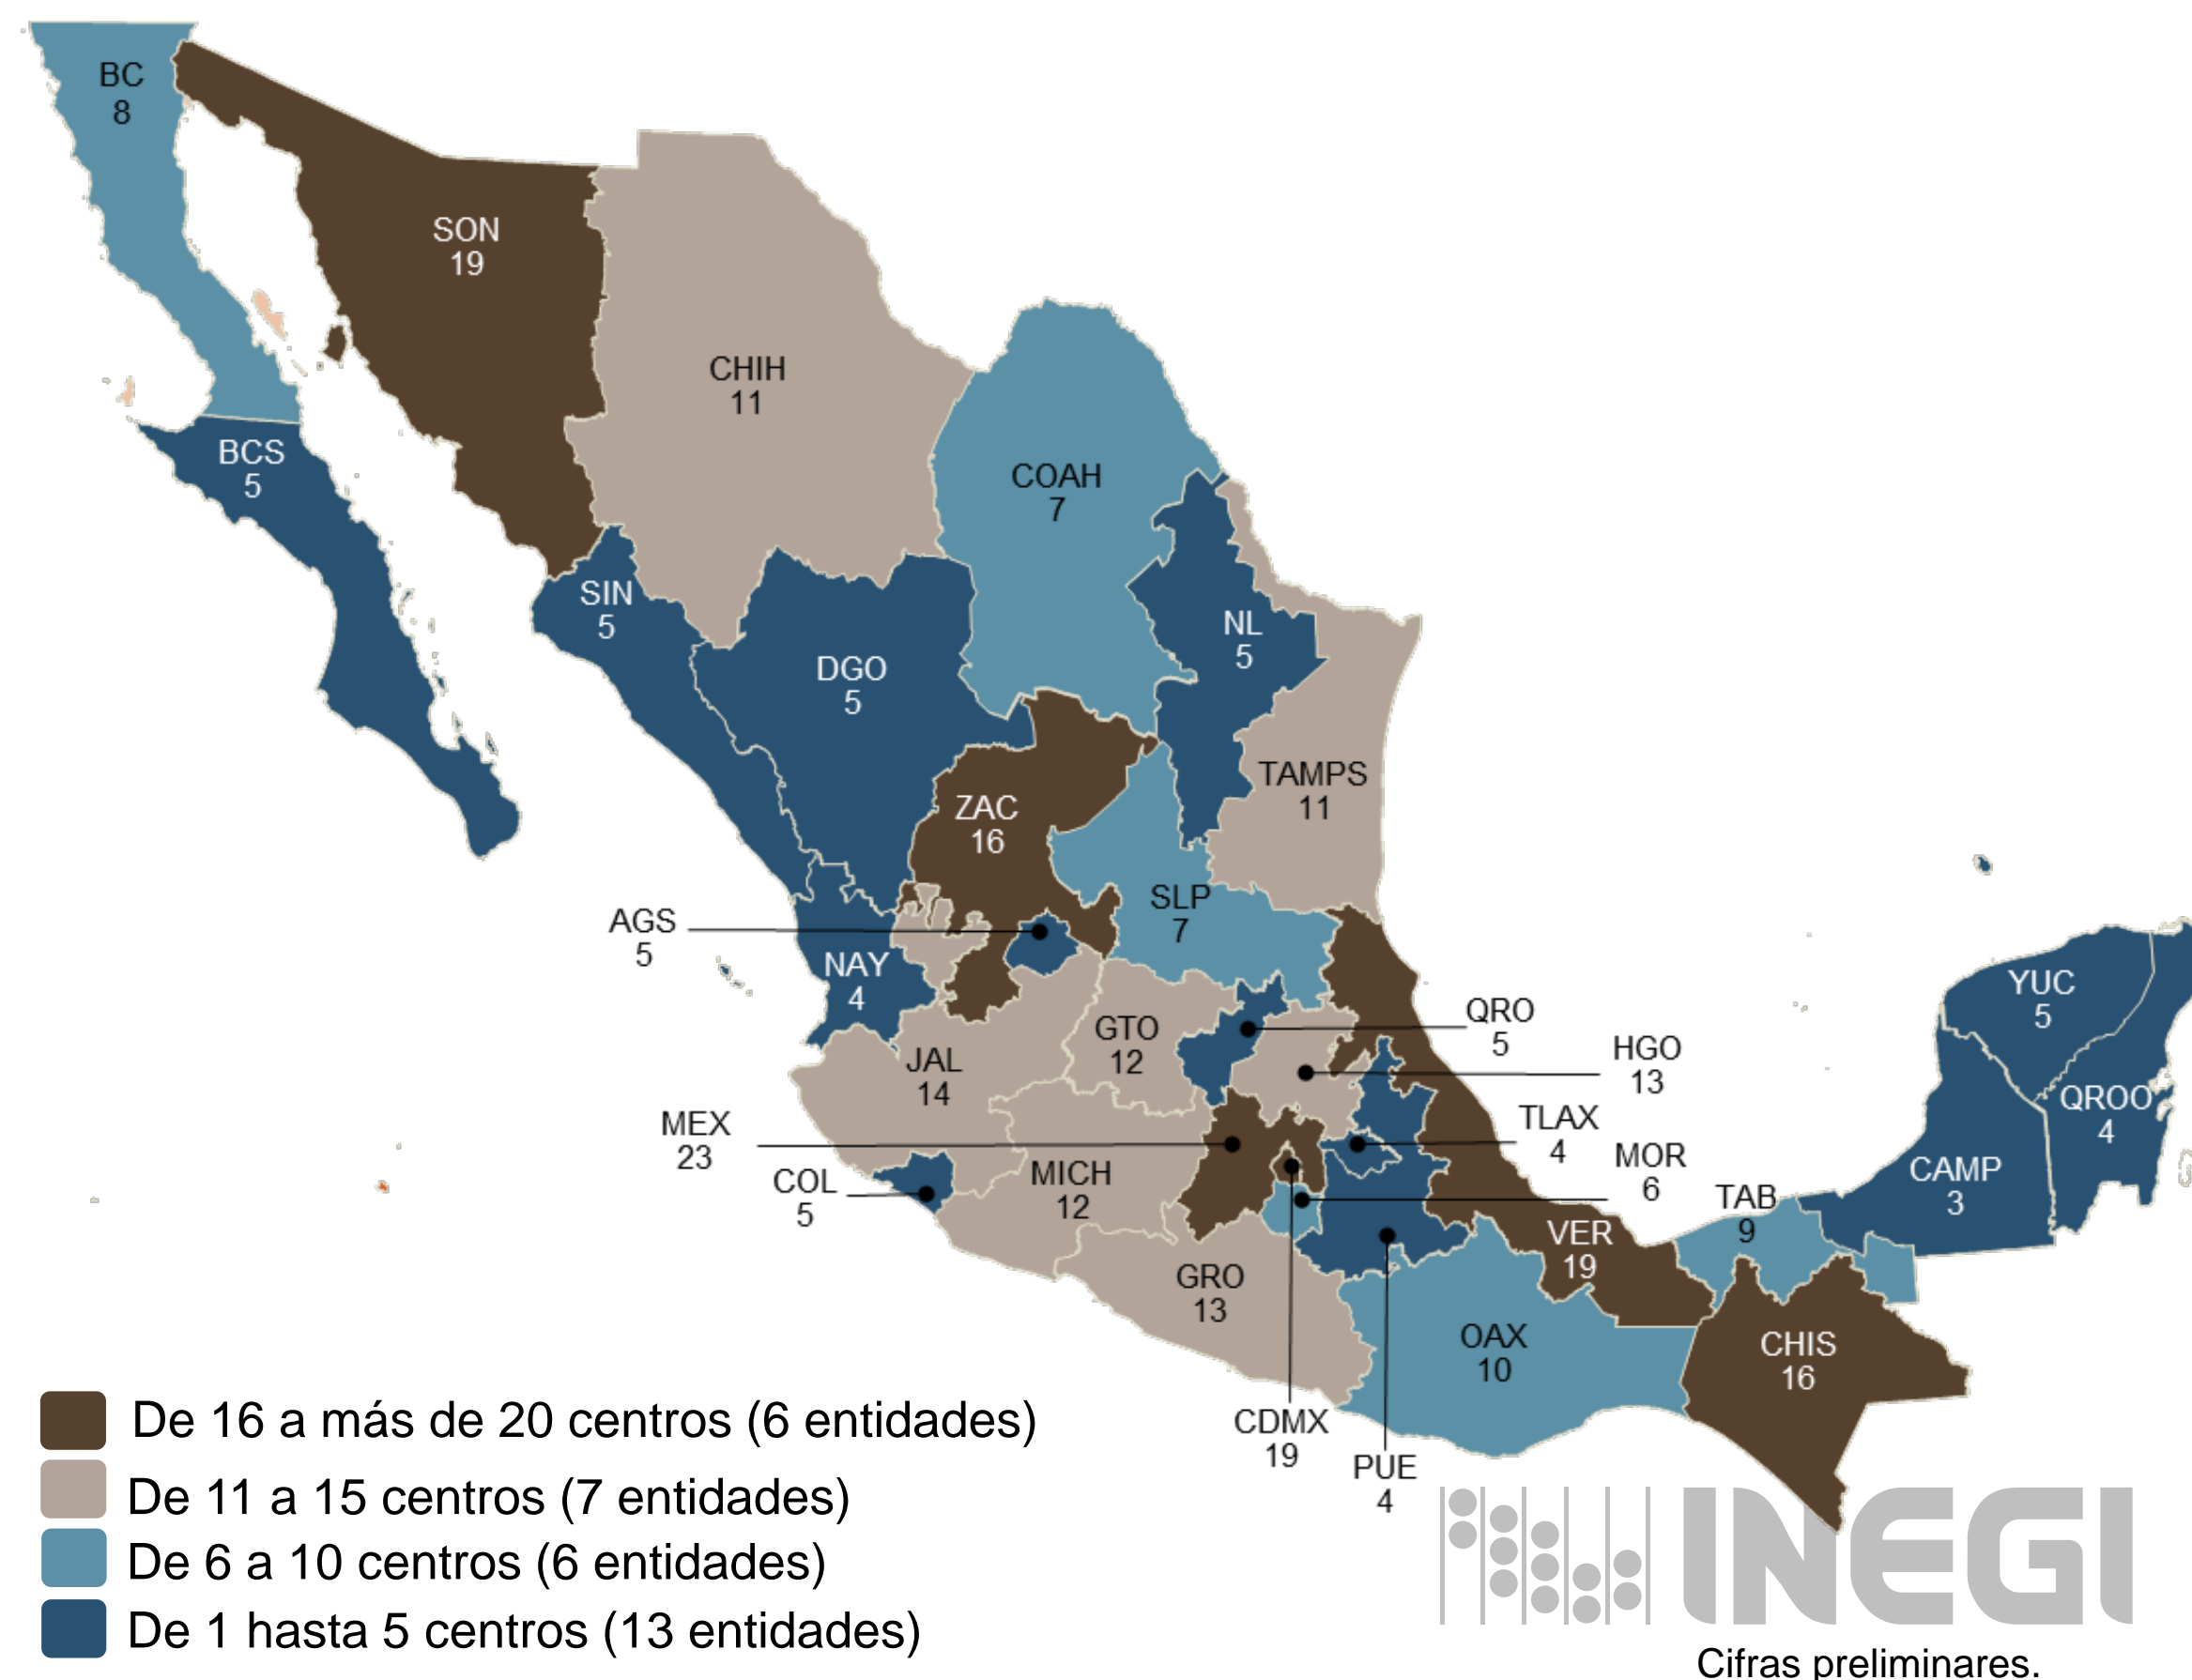 BC
8
SON
19
CHIH
11
BCS
5
COAH
7
SIN
5
NL
5
DGO
5
TAMPS
11
ZAC
16
SLP
7
AGS
5
NAY
4
YUC
5
QRO
5
GTO
12
HGO
13
JAL
14
QROO
4
MEX
23
TLAX
4
MOR
6
COL
5
MICH
12
CAMP
3
TAB
9
VER
19
GRO
13
OAX
10
CHIS
16
CDMX
19
PUE
4
De 16 a más de 20 centros (6 entidades)
De 11 a 15 centros (7 entidades)
De 6 a 10 centros (6 entidades)
De 1 hasta 5 centros (13 entidades)
INEGI
Cifras preliminares.